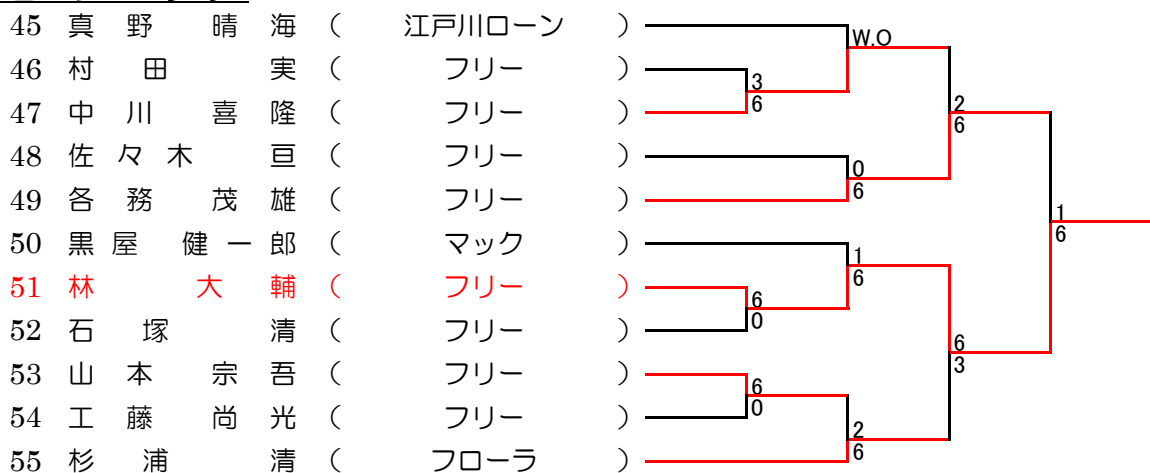 45 真野 晴海 ( 江戸川ローン )
W.O
46 村田 実 ( フリー )
3
6
47 中川 喜隆 ( フリー )
2
6
48 佐々木 亘 ( フリー )
0
6
49 各務 茂雄 ( フリー )
1
6
50 黒屋 健一郎 ( マック )
1
6
51 林 大輔 ( フリー )
6
0
52 石塚 清 ( フリー )
6
3
53 山本 宗吾 ( フリー )
6
0
54 工藤 尚光 ( フリー )
2
6
55 杉浦 清 ( フローラ )